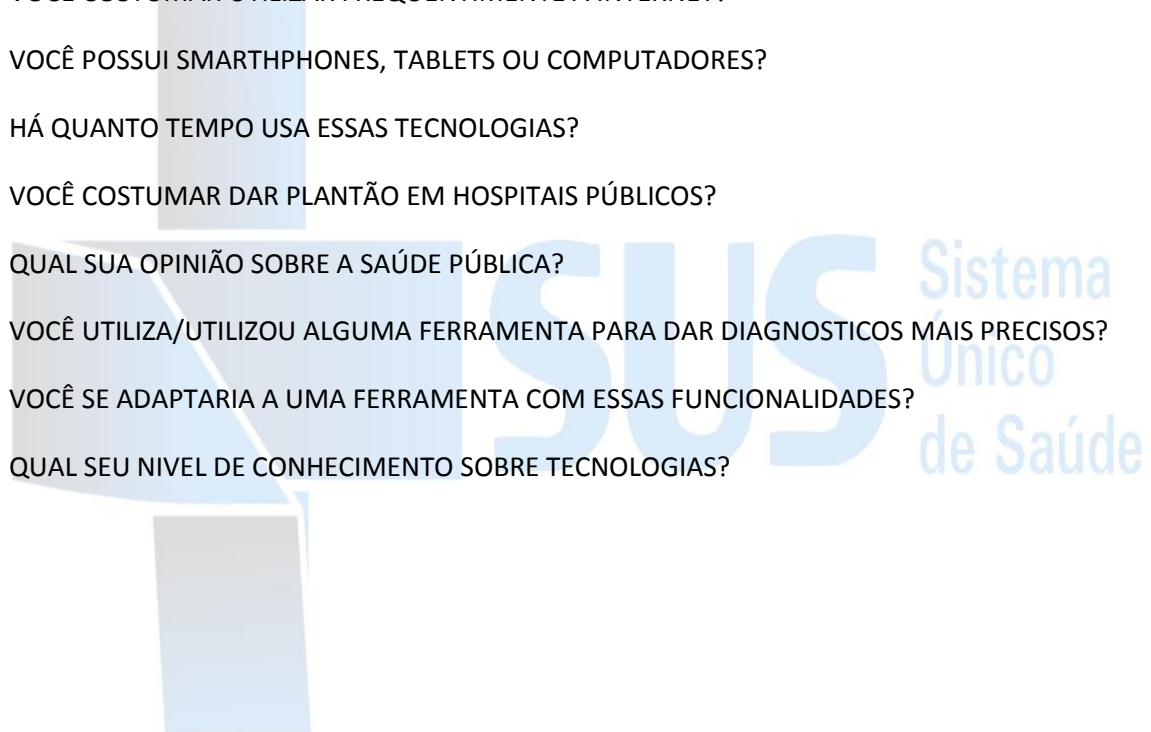 VOCÊ POSSUI SMARTHPHONES, TABLETS OU COMPUTADORES?
HÁ QUANTO TEMPO USA ESSAS TECNOLOGIAS?
VOCÊ COSTUMAR DAR PLANTÃO EM HOSPITAIS PÚBLICOS?
QUAL SUA OPINIÃO SOBRE A SAÚDE PÚBLICA?
VOCÊ UTILIZA/UTILIZOU ALGUMA FERRAMENTA PARA DAR DIAGNOSTICOS MAIS PRECISOS?
VOCÊ SE ADAPTARIA A UMA FERRAMENTA COM ESSAS FUNCIONALIDADES?
QUAL SEU NIVEL DE CONHECIMENTO SOBRE TECNOLOGIAS?
SUS
Sistema
Único
de Saúde